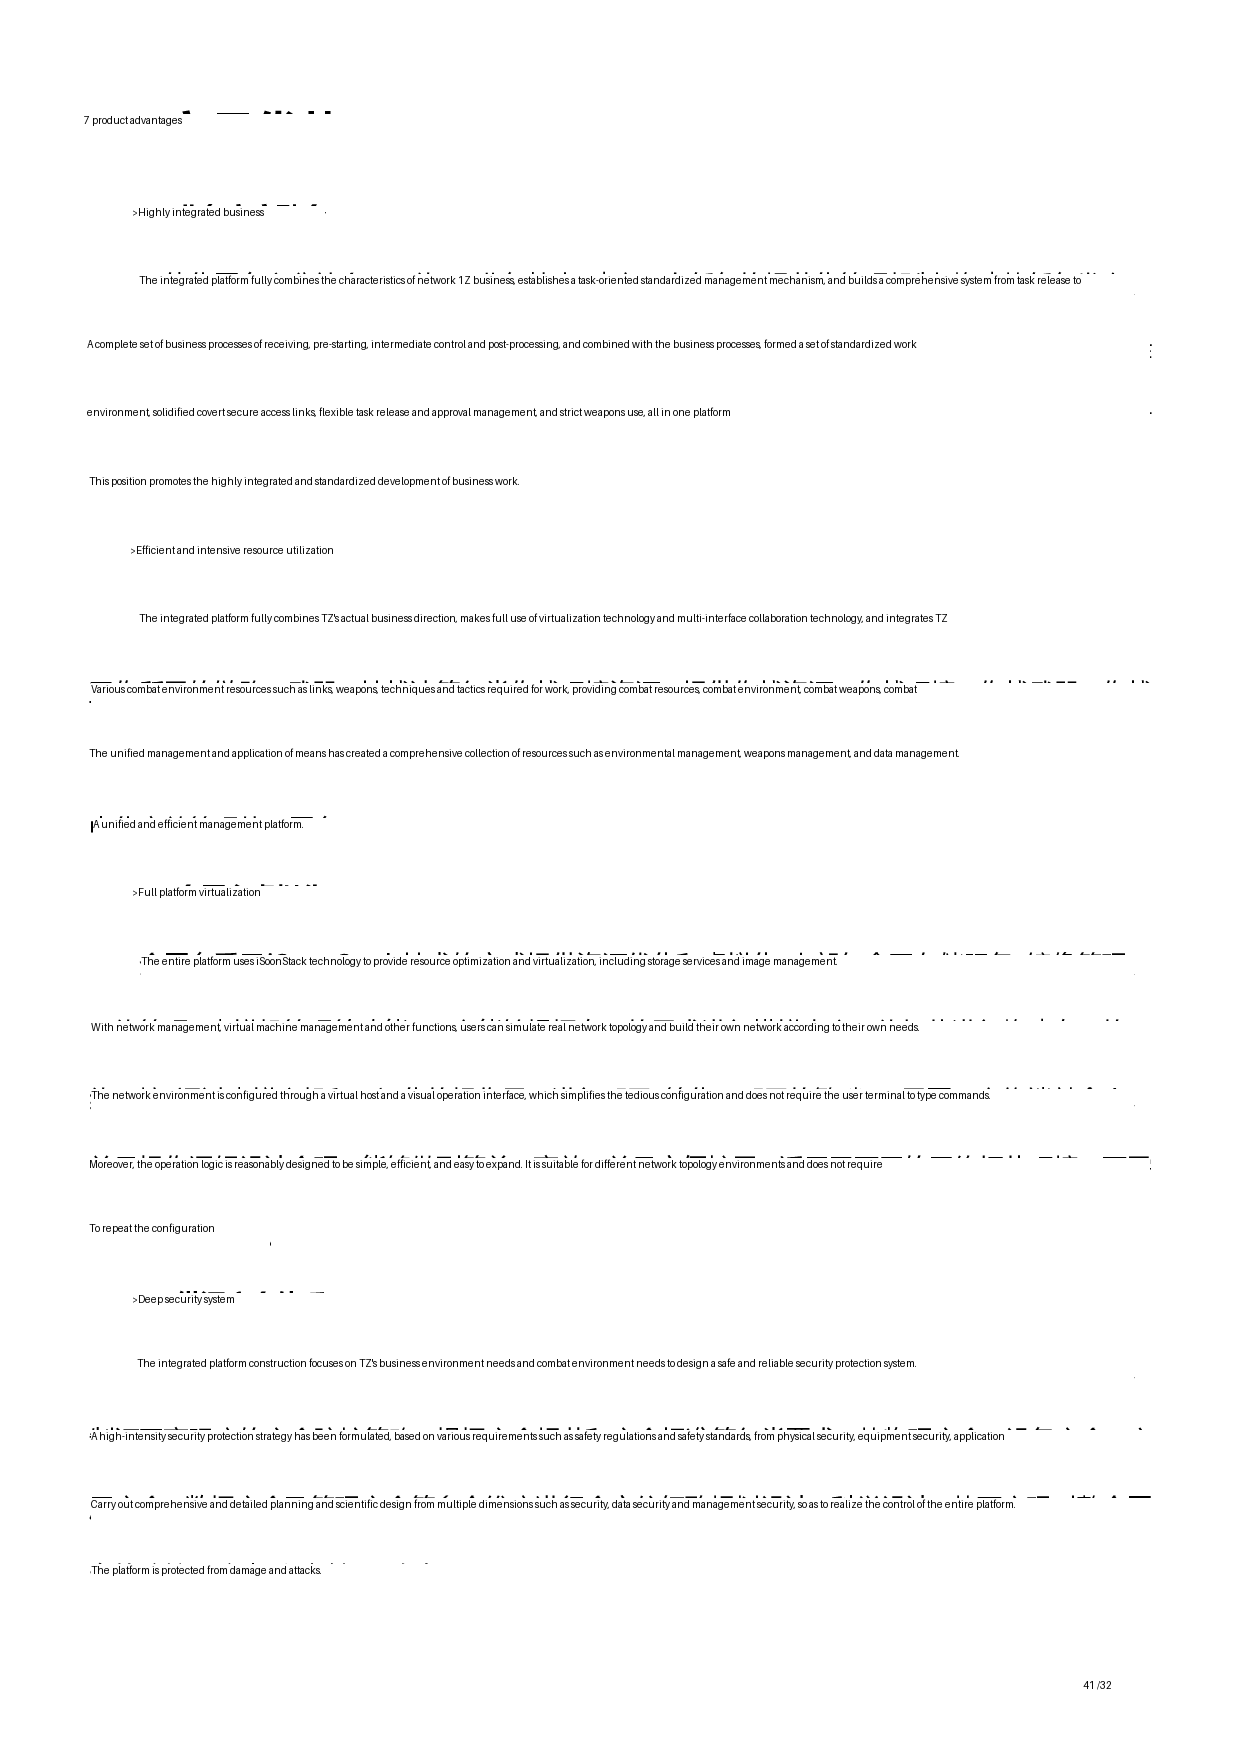 7 product advantages
>Highly integrated business
The integrated platform fully combines the characteristics of network 1Z business, establishes a task-oriented standardized management mechanism, and builds a comprehensive system from task release to
A complete set of business processes of receiving, pre-starting, intermediate control and post-processing, and combined with the business processes, formed a set of standardized work
environment, solidified covert secure access links, flexible task release and approval management, and strict weapons use, all in one platform
This position promotes the highly integrated and standardized development of business work.
>Efficient and intensive resource utilization
The integrated platform fully combines TZ's actual business direction, makes full use of virtualization technology and multi-interface collaboration technology, and integrates TZ
Various combat environment resources such as links, weapons, techniques and tactics required for work, providing combat resources, combat environment, combat weapons, combat
The unified management and application of means has created a comprehensive collection of resources such as environmental management, weapons management, and data management.
A unified and efficient management platform.
>Full platform virtualization
The entire platform uses iSoonStack technology to provide resource optimization and virtualization, including storage services and image management.
With network management, virtual machine management and other functions, users can simulate real network topology and build their own network according to their own needs.
The network environment is configured through a virtual host and a visual operation interface, which simplifies the tedious configuration and does not require the user terminal to type commands.
Moreover, the operation logic is reasonably designed to be simple, efficient, and easy to expand. It is suitable for different network topology environments and does not require
To repeat the configuration
>Deep security system
The integrated platform construction focuses on TZ's business environment needs and combat environment needs to design a safe and reliable security protection system.
A high-intensity security protection strategy has been formulated, based on various requirements such as safety regulations and safety standards, from physical security, equipment security, application
Carry out comprehensive and detailed planning and scientific design from multiple dimensions such as security, data security and management security, so as to realize the control of the entire platform.
The platform is protected from damage and attacks.
41 /32